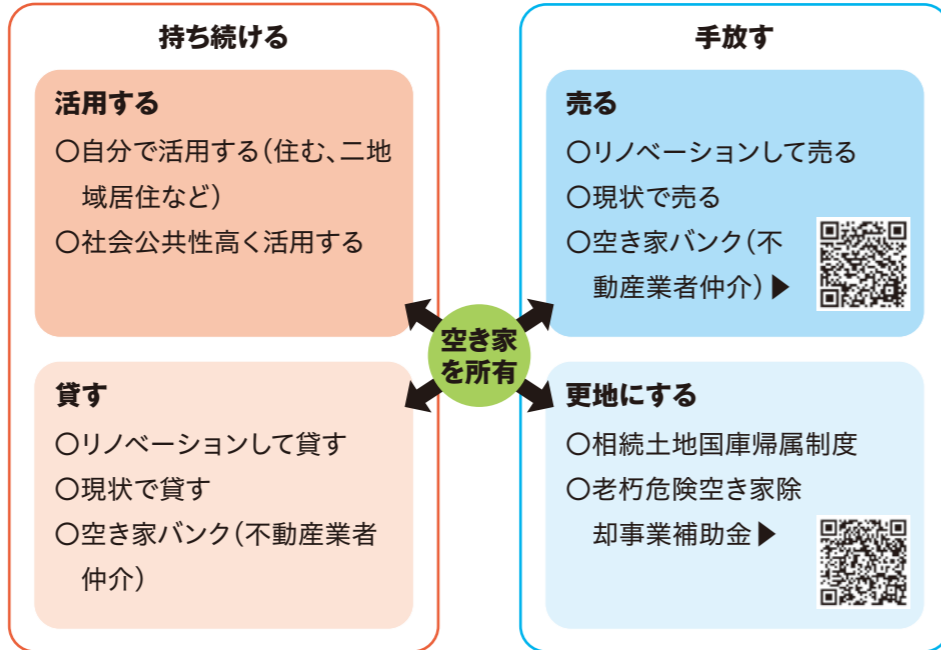 持ち続ける
活用する
○自分で活用する(住む、二地
域居住など)
○社会公共性高く活用する
貸す
○リノベーションして貸す
○現状で貸す
○空き家バンク(不動産業者
仲介)
空き家
を所有
手放す
売る
○リノベーションして売る
○現状で売る
○空き家バンク(不
動産業者仲介)▶
更地にする
○相続土地国庫帰属制度
○老朽危険空き家除
却事業補助金▶